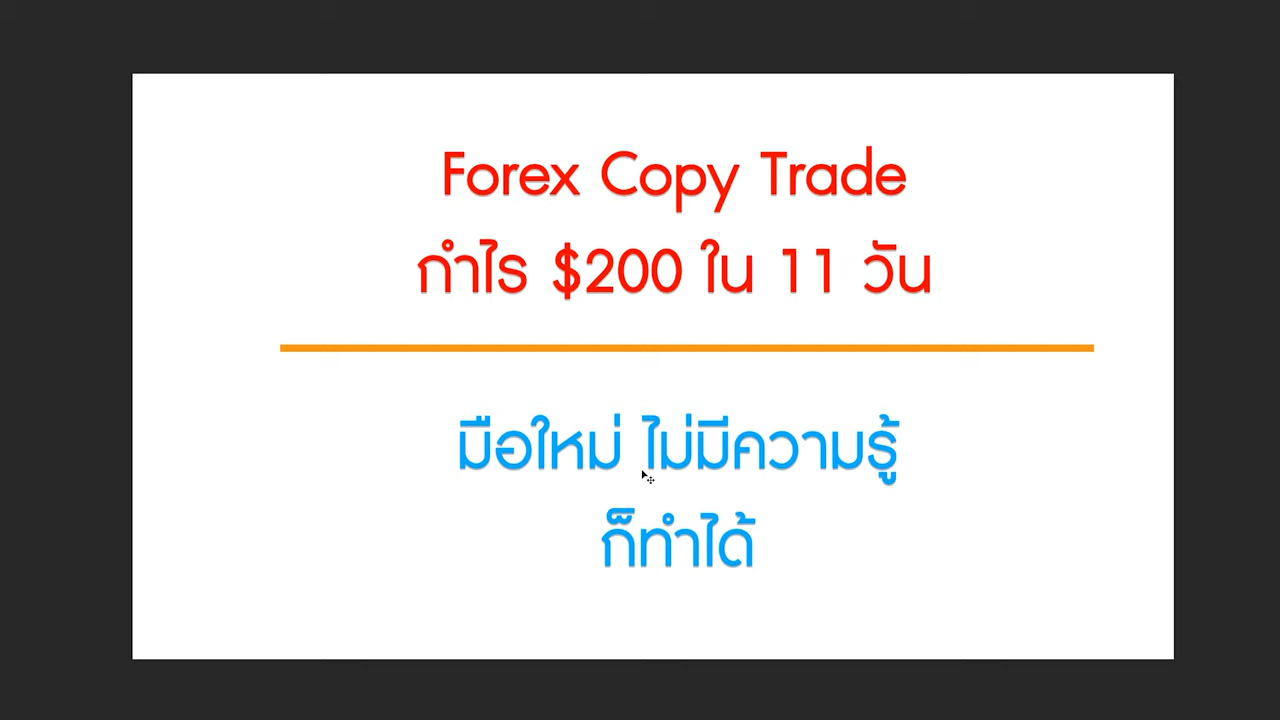 Forex Copy Trade
กำไร $200 ใน 11 วัน
มือใหม่ ไม่มีความรู้
ก็ทำได้